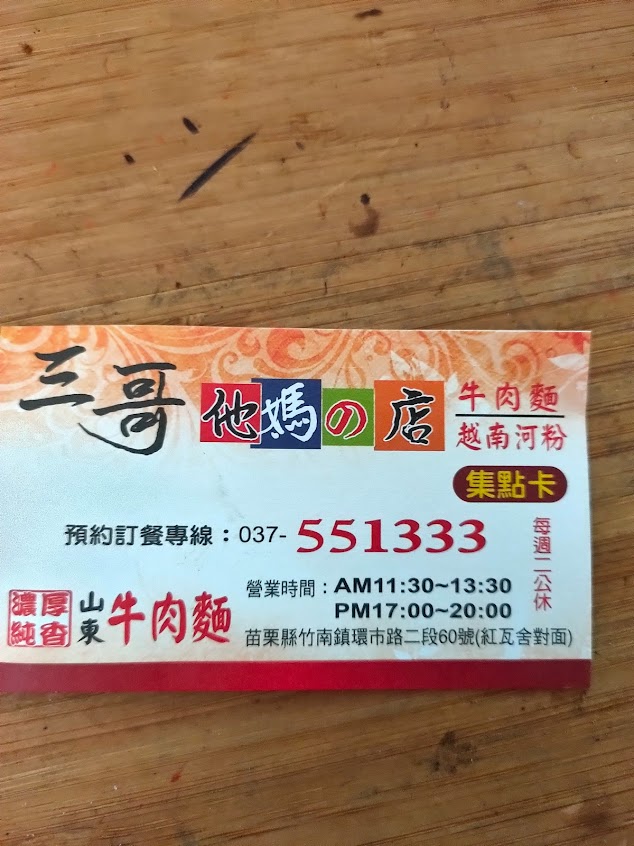 三哥 他媽の店
牛肉麵
越南河粉
集點卡
預約訂餐專線：037-551333
每週二公休
濃厚
純香
山東牛肉麵
營業時間：AM11:30~13:30
PM17:00~20:00
苗栗縣竹南鎮環市路二段60號(紅瓦舍對面)